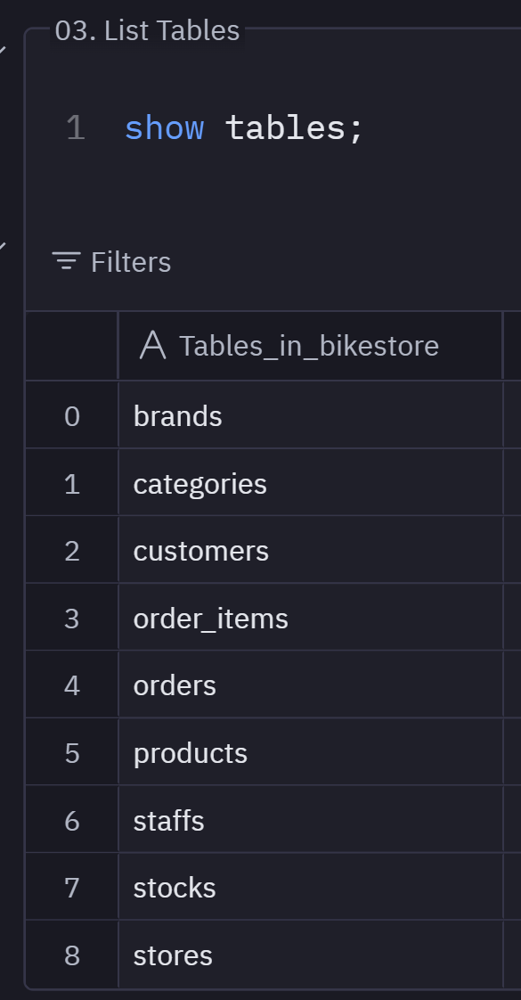 03. List Tables
1 show tables;
Filters
A Tables_in_bikestore
0 brands
1 categories
2 customers
3 order_items
4 orders
5 products
6 staffs
7 stocks
8 stores